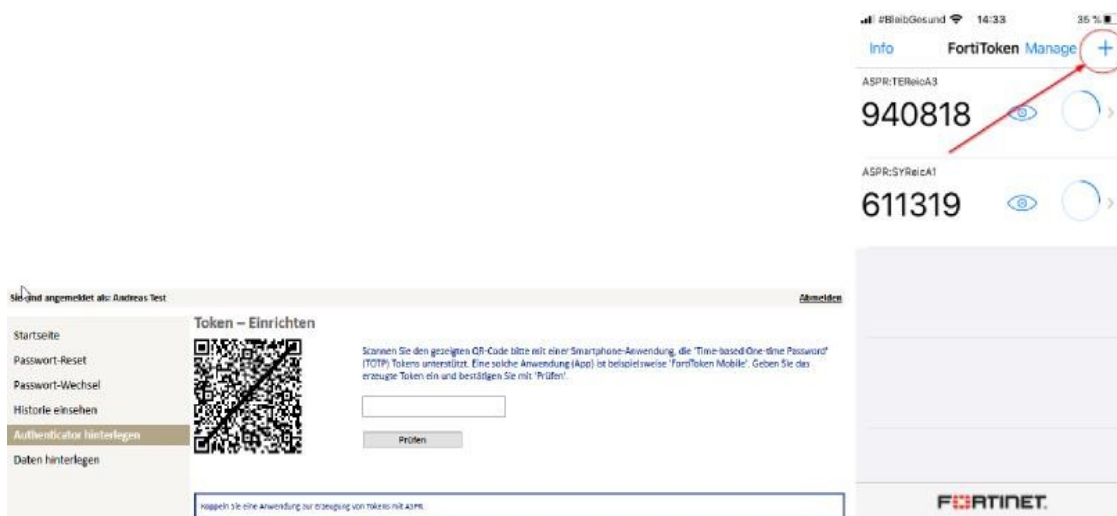 #BleibGesund 14:33 35 %
Info FortiToken Manage +
ASPR:TEReicA3
940818
ASPR:SYReicA1
611319
FORTINET.
Sie sind angemeldet als: Andreas Test Abmelden
Startseite
Passwort-Reset
Passwort-Wechsel
Historie einsehen
Authenticator hinterlegen
Daten hinterlegen
Token – Einrichten
Scannen Sie den gezeigten QR-Code bitte mit einer Smartphone-Anwendung, die 'Time-based One-time Password'
(TOTP) Tokens unterstützt. Eine solche Anwendung (App) ist beispielsweise 'FortiToken Mobile'. Geben Sie das
erzeugte Token ein und bestätigen Sie mit 'Prüfen'.
Prüfen
Koppeln Sie eine Anwendung zur Erzeugung von Tokens mit ASPR.